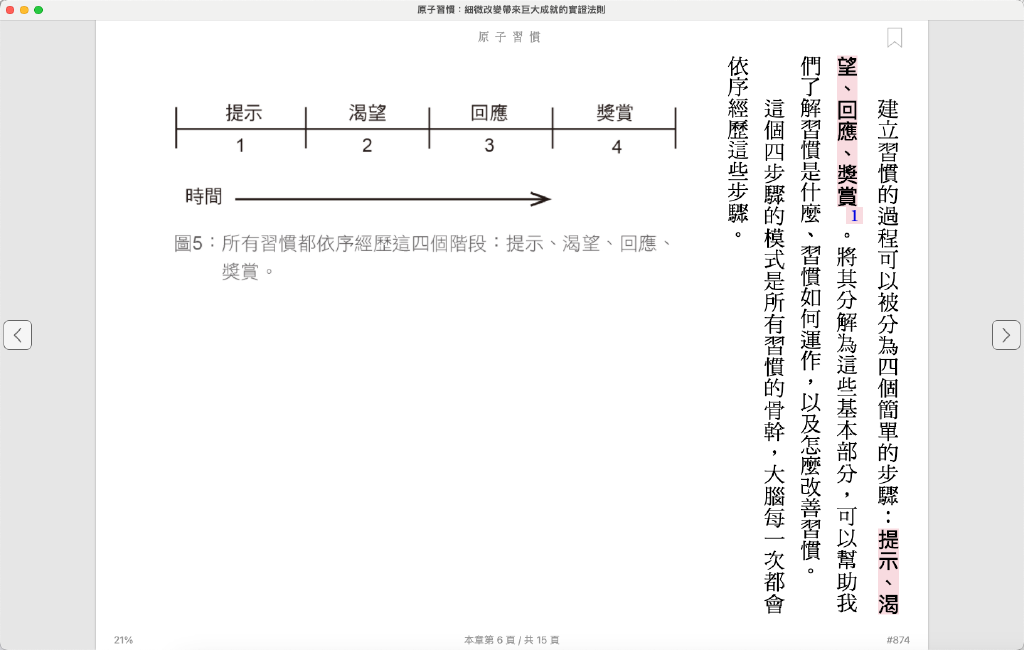 原子習慣：細微改變帶來巨大成就的實證法則
原子習慣
建立習慣的過程可以被分為四個簡單的步驟：提示、渴
望、回應、獎賞1。將其分解為這些基本部分，可以幫助我
們了解習慣是什麼、習慣如何運作，以及怎麼改善習慣。
這個四步驟的模式是所有習慣的骨幹，大腦每一次都會
依序經歷這些步驟。
提示 渴望 回應 獎賞
1 2 3 4
時間
圖5：所有習慣都依序經歷這四個階段：提示、渴望、回應、
獎賞。
21% 本章第 6 頁 / 共 15 頁 #874